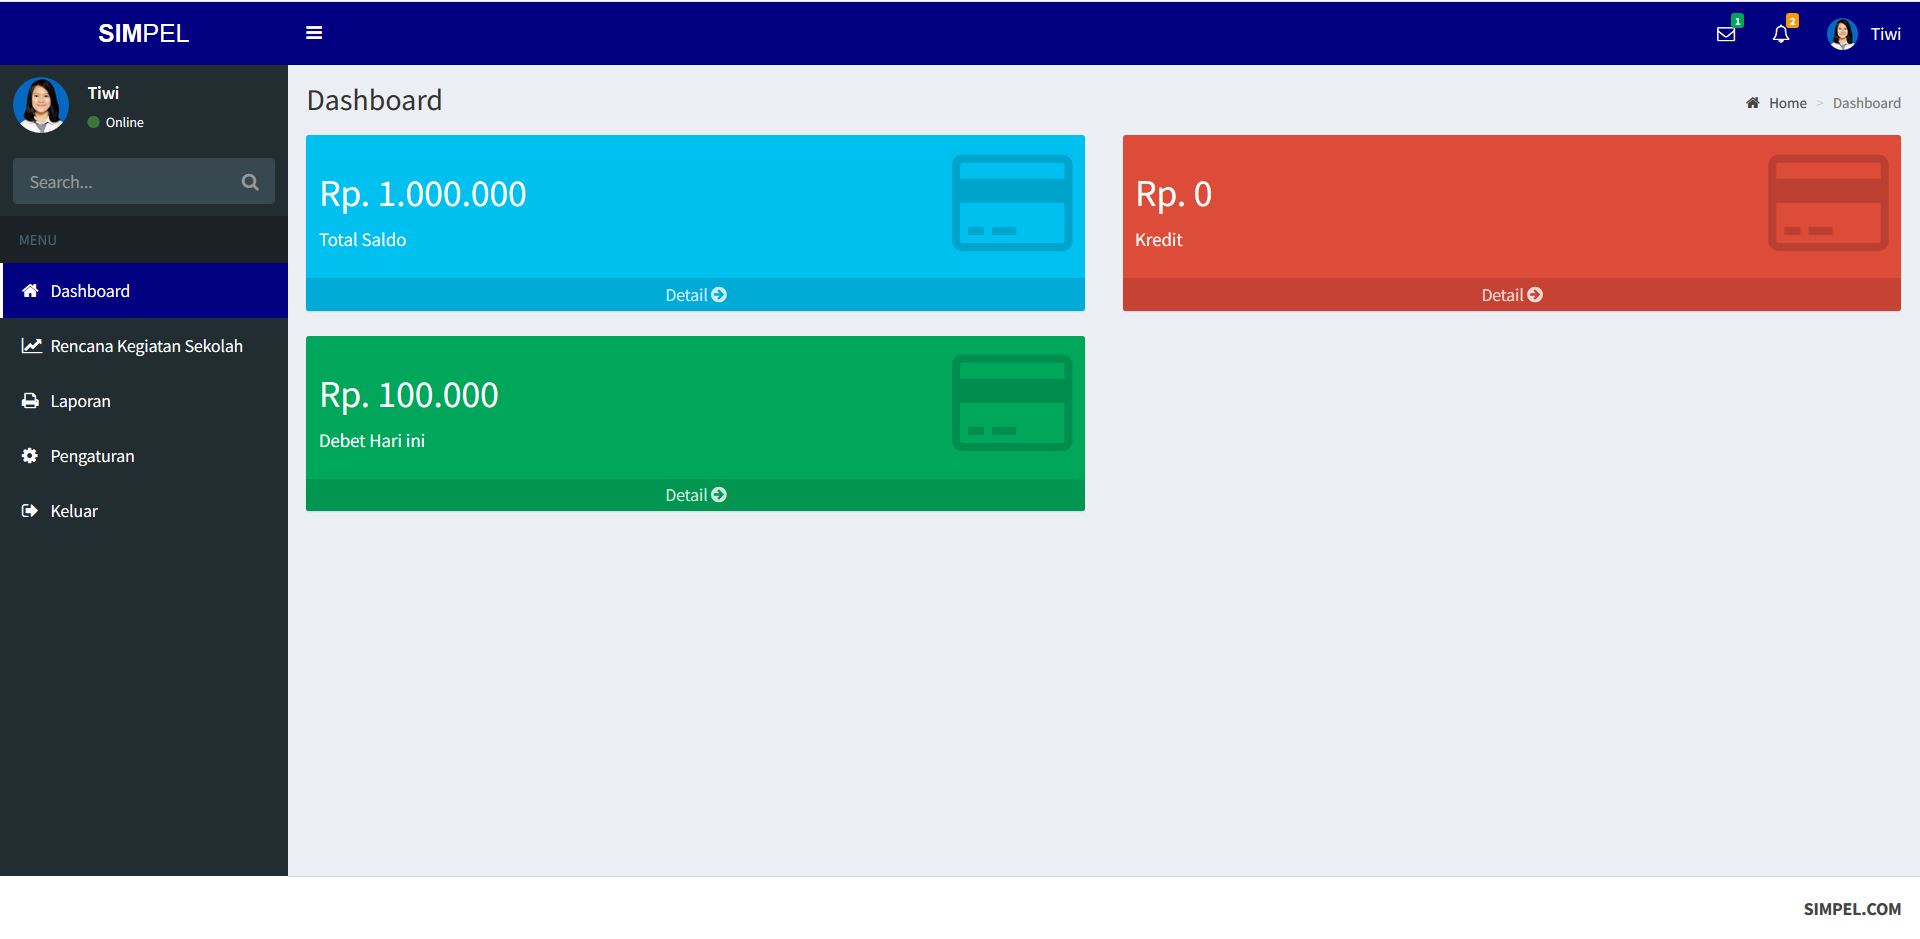 SIMPEL
1
2
Tiwi
Tiwi
Online
Search...
MENU
Dashboard
Rencana Kegiatan Sekolah
Laporan
Pengaturan
Keluar
Dashboard
Home > Dashboard
Rp. 1.000.000
Total Saldo
Detail
Rp. 0
Kredit
Detail
Rp. 100.000
Debet Hari ini
Detail
SIMPEL.COM